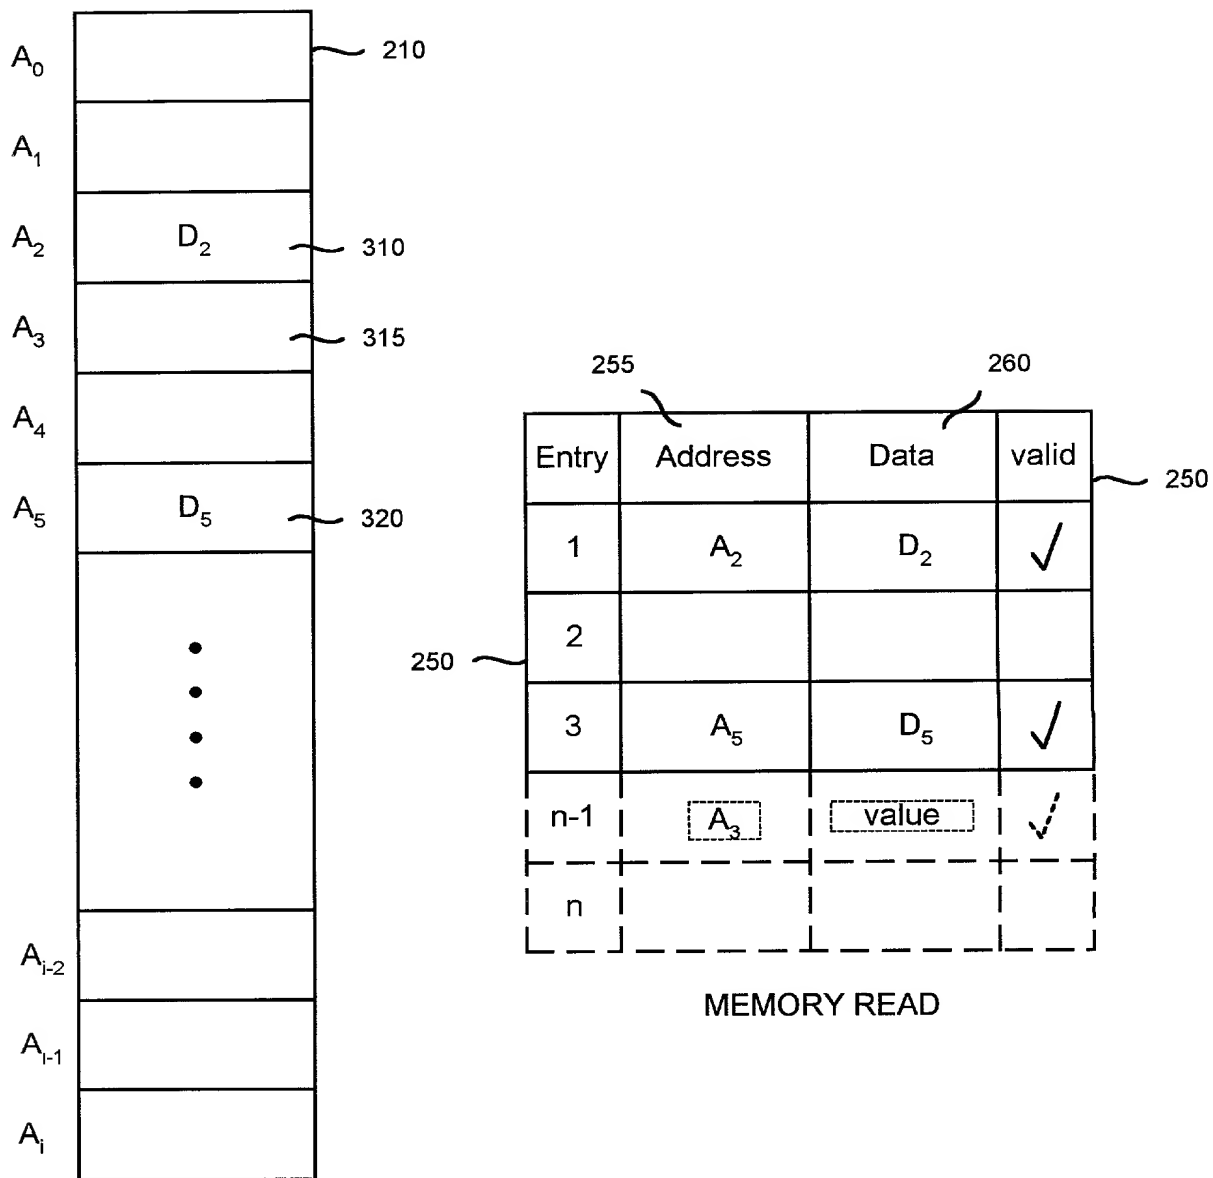 A₀ 210
A₁
A₂ D₂ 310
A₃ 315
A₄
A₅ D₅ 320
Aᵢ₋₂
Aᵢ₋₁
Aᵢ
255 260
Entry Address Data valid 250
1 A₂ D₂ ✓
2
250
3 A₅ D₅ ✓
n-1 A₃ value ✓
n
MEMORY READ